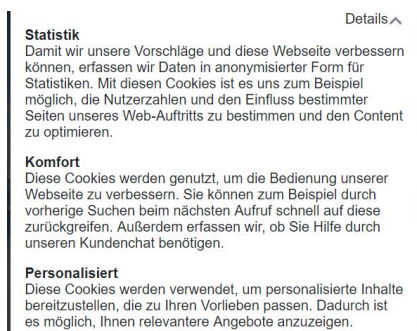 Details
Statistik
Damit wir unsere Vorschläge und diese Webseite verbessern
können, erfassen wir Daten in anonymisierter Form für
Statistiken. Mit diesen Cookies ist es uns zum Beispiel
möglich, die Nutzerzahlen und den Einfluss bestimmter
Seiten unseres Web-Auftritts zu bestimmen und den Content
zu optimieren.
Komfort
Diese Cookies werden genutzt, um die Bedienung unserer
Webseite zu verbessern. Sie können zum Beispiel durch
vorherige Suchen beim nächsten Aufruf schnell auf diese
zurückgreifen. Außerdem erfassen wir, ob Sie Hilfe durch
unseren Kundenchat benötigen.
Personalisiert
Diese Cookies werden verwendet, um personalisierte Inhalte
bereitzustellen, die zu Ihren Vorlieben passen. Dadurch ist
es möglich, Ihnen relevantere Angebote anzuzeigen.